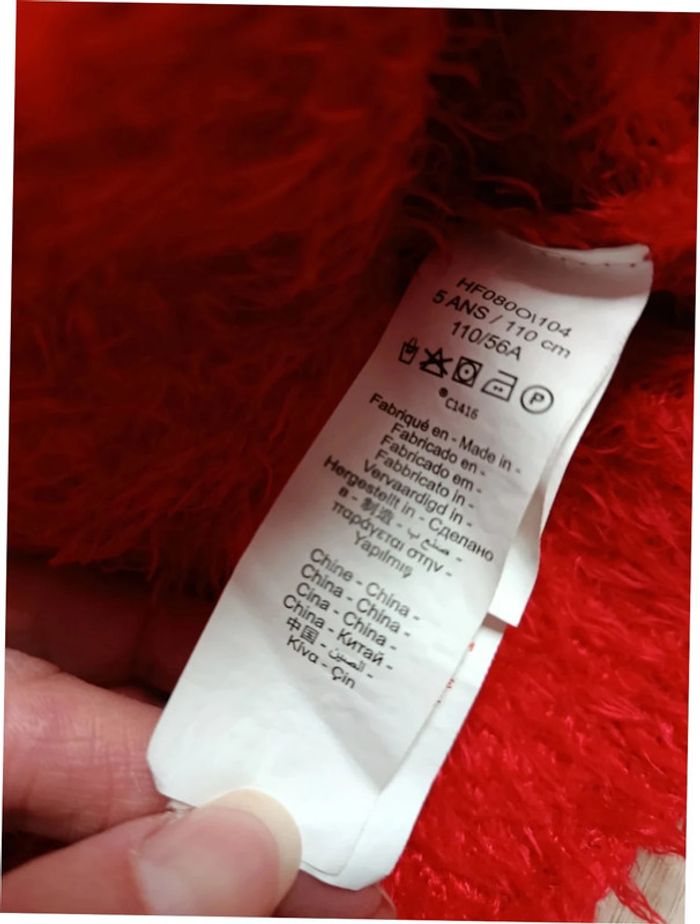 HF080O\104
5 ANS / 110 cm
110/56A
P
®C1416
Fabriqué en - Made in -
Fabricado en -
Fabricado em -
Fabbricato in -
Vervaardigd in -
Hergestellt in - Сделано
в - 制造 - صنع ب -
παράγεται στην -
Yapılmış
Chine - China -
China - China -
Cina - China -
China - Китай -
中国 - الصين -
Κίνα - Çin